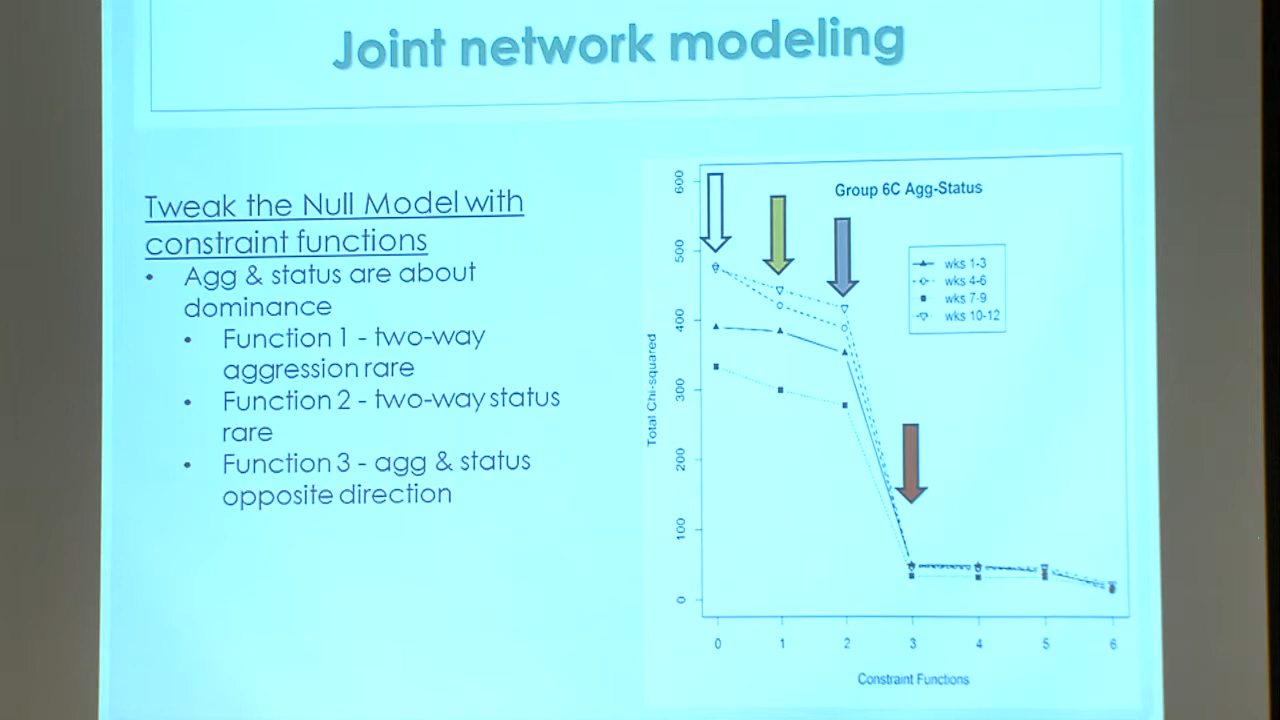 Joint network modeling
Tweak the Null Model with
constraint functions
• Agg & status are about
dominance
• Function 1 - two-way
aggression rare
• Function 2 - two-way status
rare
• Function 3 - agg & status
opposite direction
Group 6C Agg-Status
wks 1-3
wks 4-6
wks 7-9
wks 10-12
Total Chi-squared
600
500
400
300
200
100
0
0 1 2 3 4 5 6
Constraint Functions